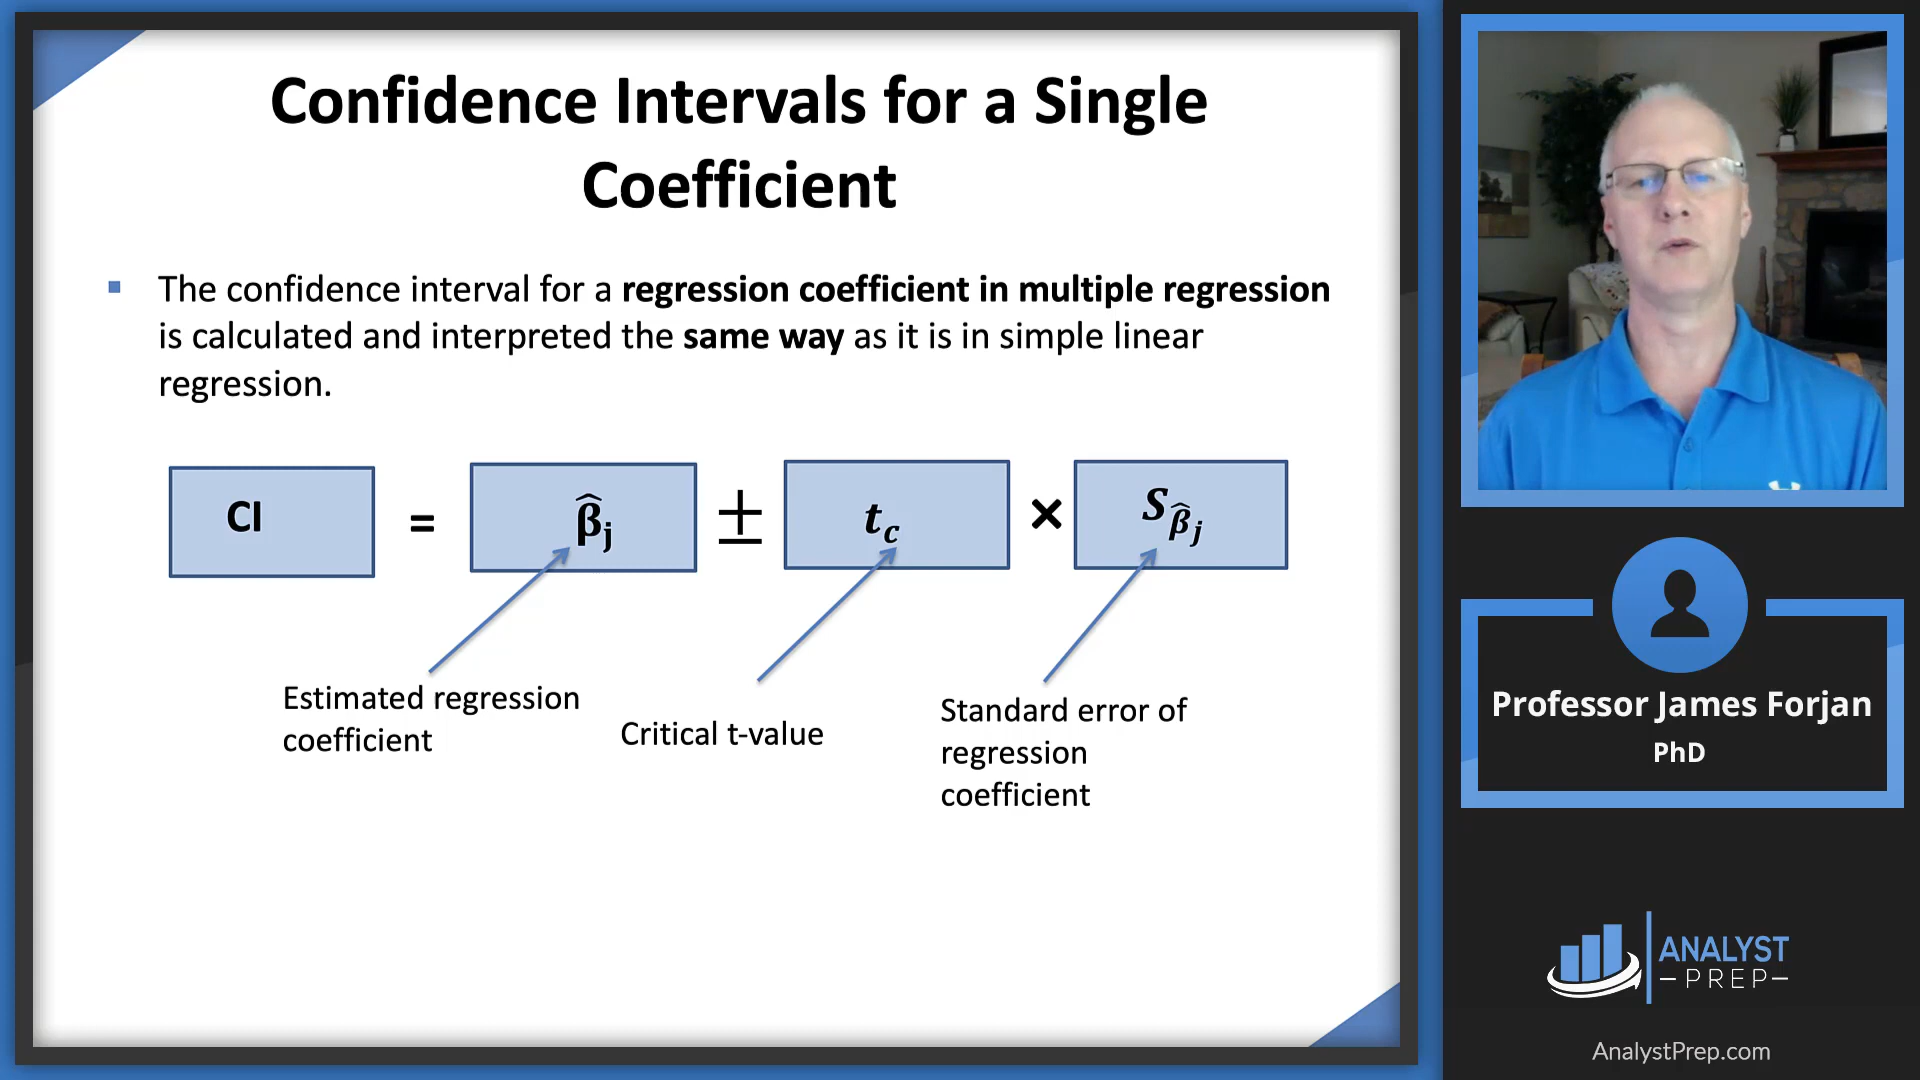 Confidence Intervals for a Single
Coefficient
▪ The confidence interval for a regression coefficient in multiple regression
is calculated and interpreted the same way as it is in simple linear
regression.
CI = β̂j ± tc × Sβ̂j
Estimated regression
coefficient
Critical t-value
Standard error of
regression
coefficient
Professor James Forjan
PhD
ANALYST
PREP
AnalystPrep.com